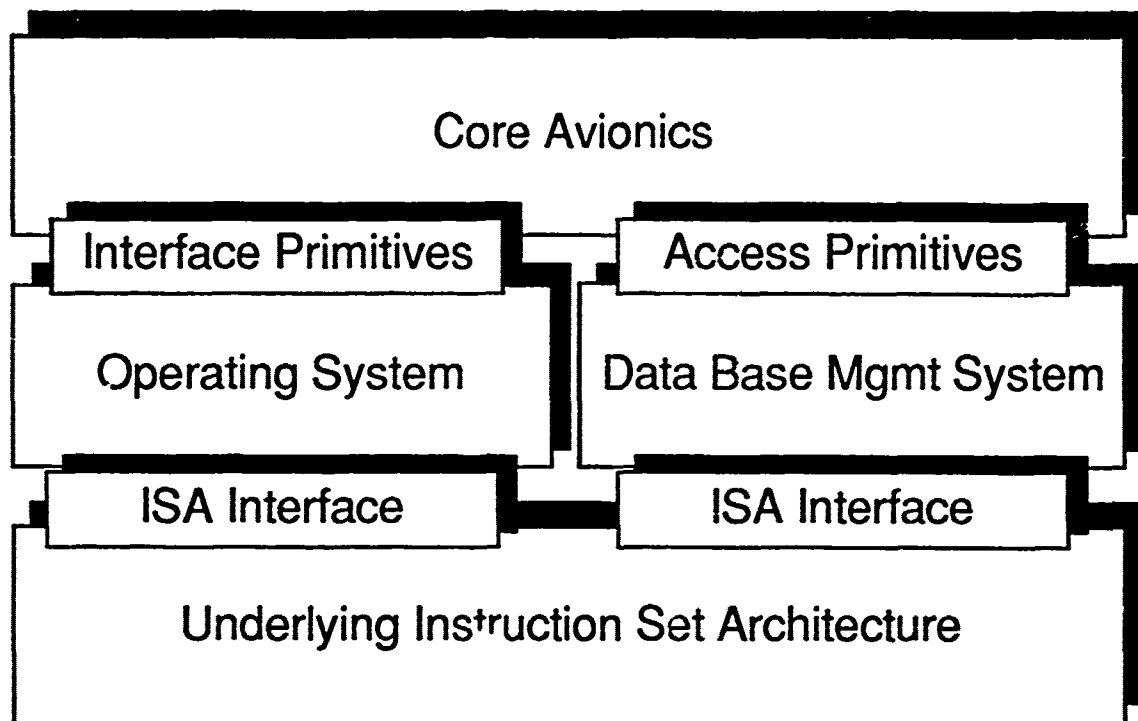 Core Avionics
Interface Primitives
Access Primitives
Operating System
Data Base Mgmt System
ISA Interface
ISA Interface
Underlying Instruction Set Architecture